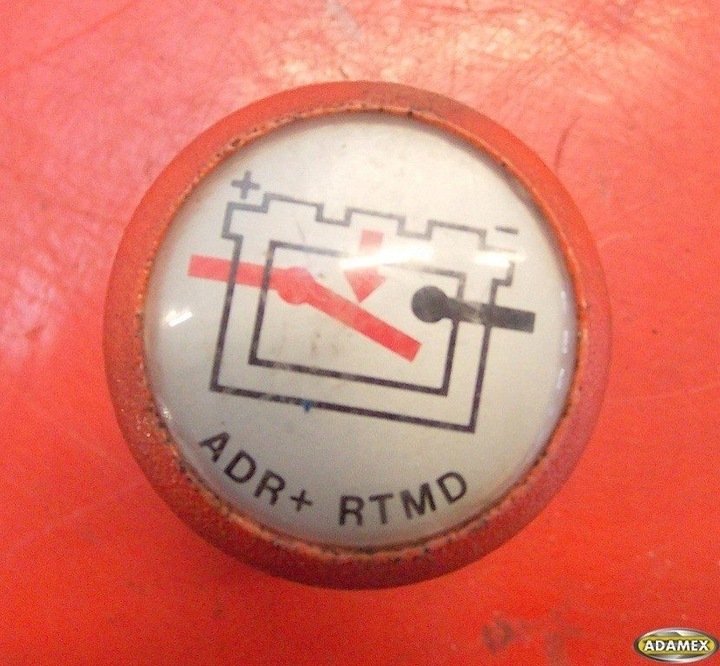 + -
ADR+ RTMD
ADAMEX